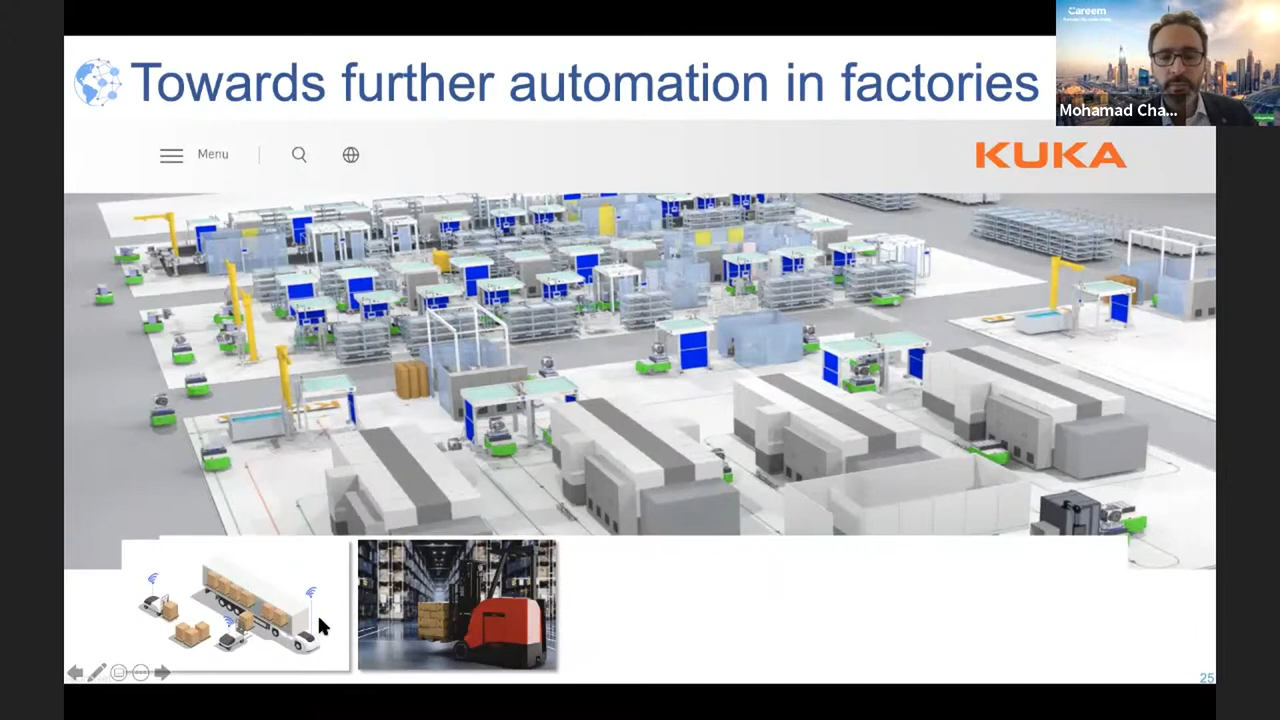 Towards further automation in factories
Careem
Mohamad Cha...
Menu
KUKA
25